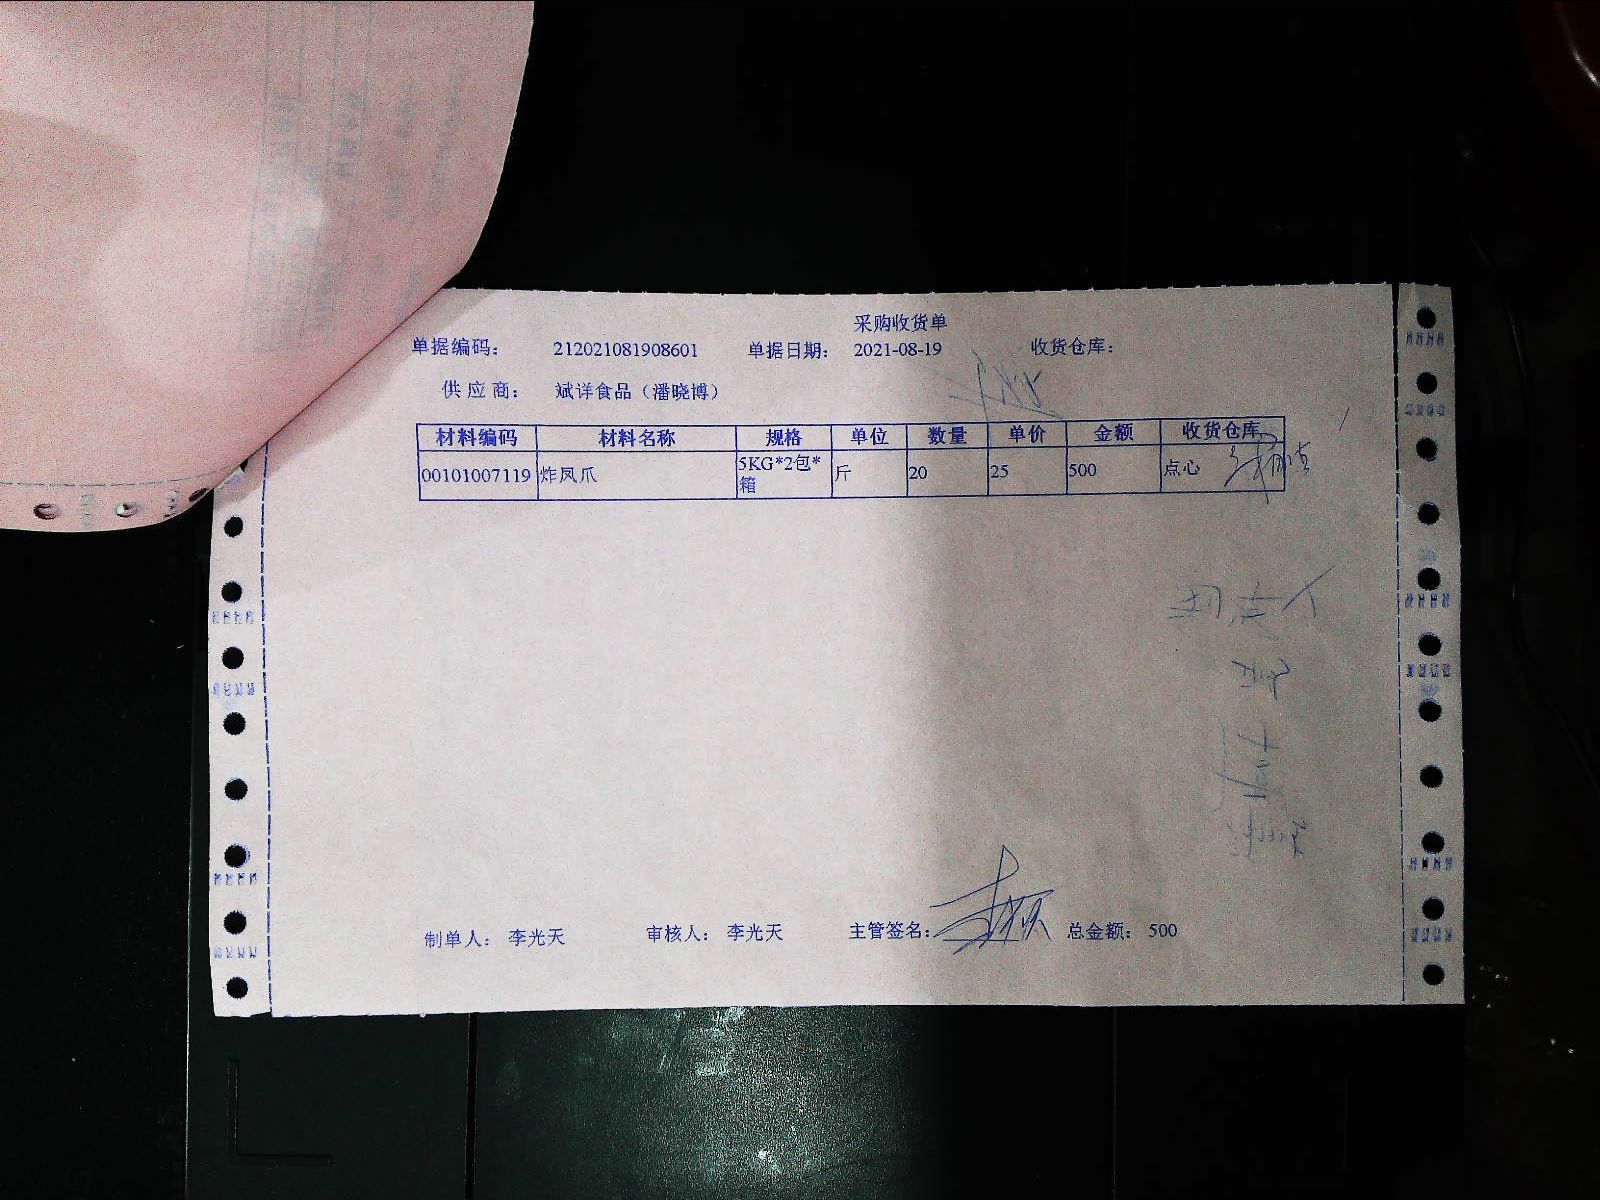 采购收货单
单据编码： 212021081908601 单据日期： 2021-08-19 收货仓库：
供应商： 斌详食品（潘晓博）
材料编码 材料名称 规格 单位 数量 单价 金额 收货仓库
00101007119 炸凤爪 5KG*2包*箱 斤 20 25 500 点心
制单人： 李光天 审核人： 李光天 主管签名： 总金额： 500